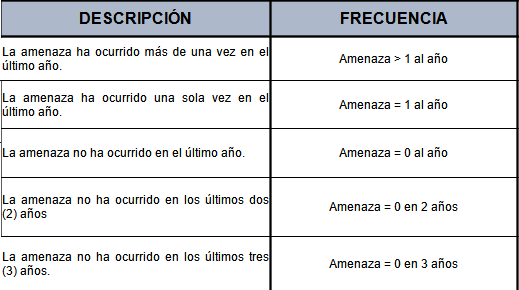 DESCRIPCIÓN FRECUENCIA
La amenaza ha ocurrido más de una vez en el
último año.
Amenaza > 1 al año
La amenaza ha ocurrido una sola vez en el
último año.
Amenaza = 1 al año
La amenaza no ha ocurrido en el último año.
Amenaza = 0 al año
La amenaza no ha ocurrido en los últimos dos
(2) años
Amenaza = 0 en 2 años
La amenaza no ha ocurrido en los últimos tres
(3) años.
Amenaza = 0 en 3 años